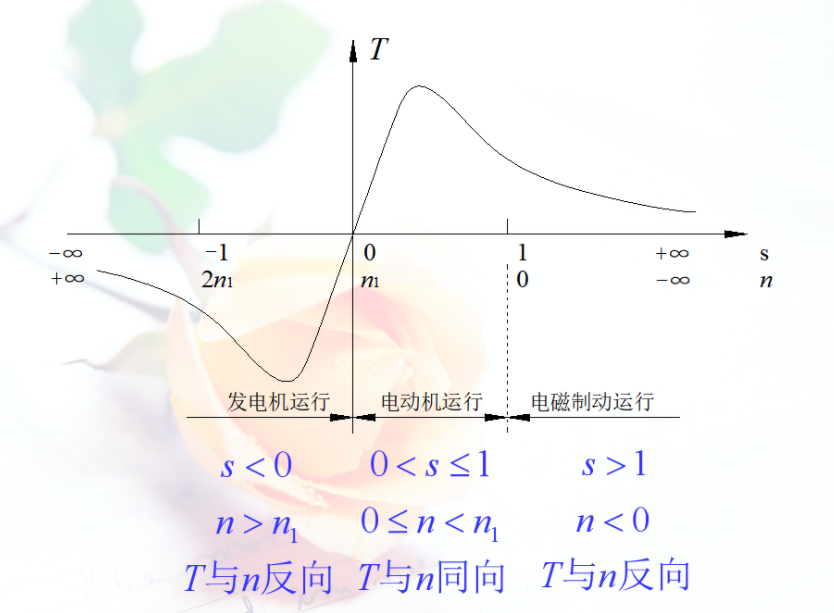 T
−∞ −1 0 1 +∞ s
+∞ 2n₁ n₁ 0 −∞ n
发电机运行 电动机运行 电磁制动运行
s < 0 0 < s ≤ 1 s > 1
n > n₁ 0 ≤ n < n₁ n < 0
T与n反向 T与n同向 T与n反向